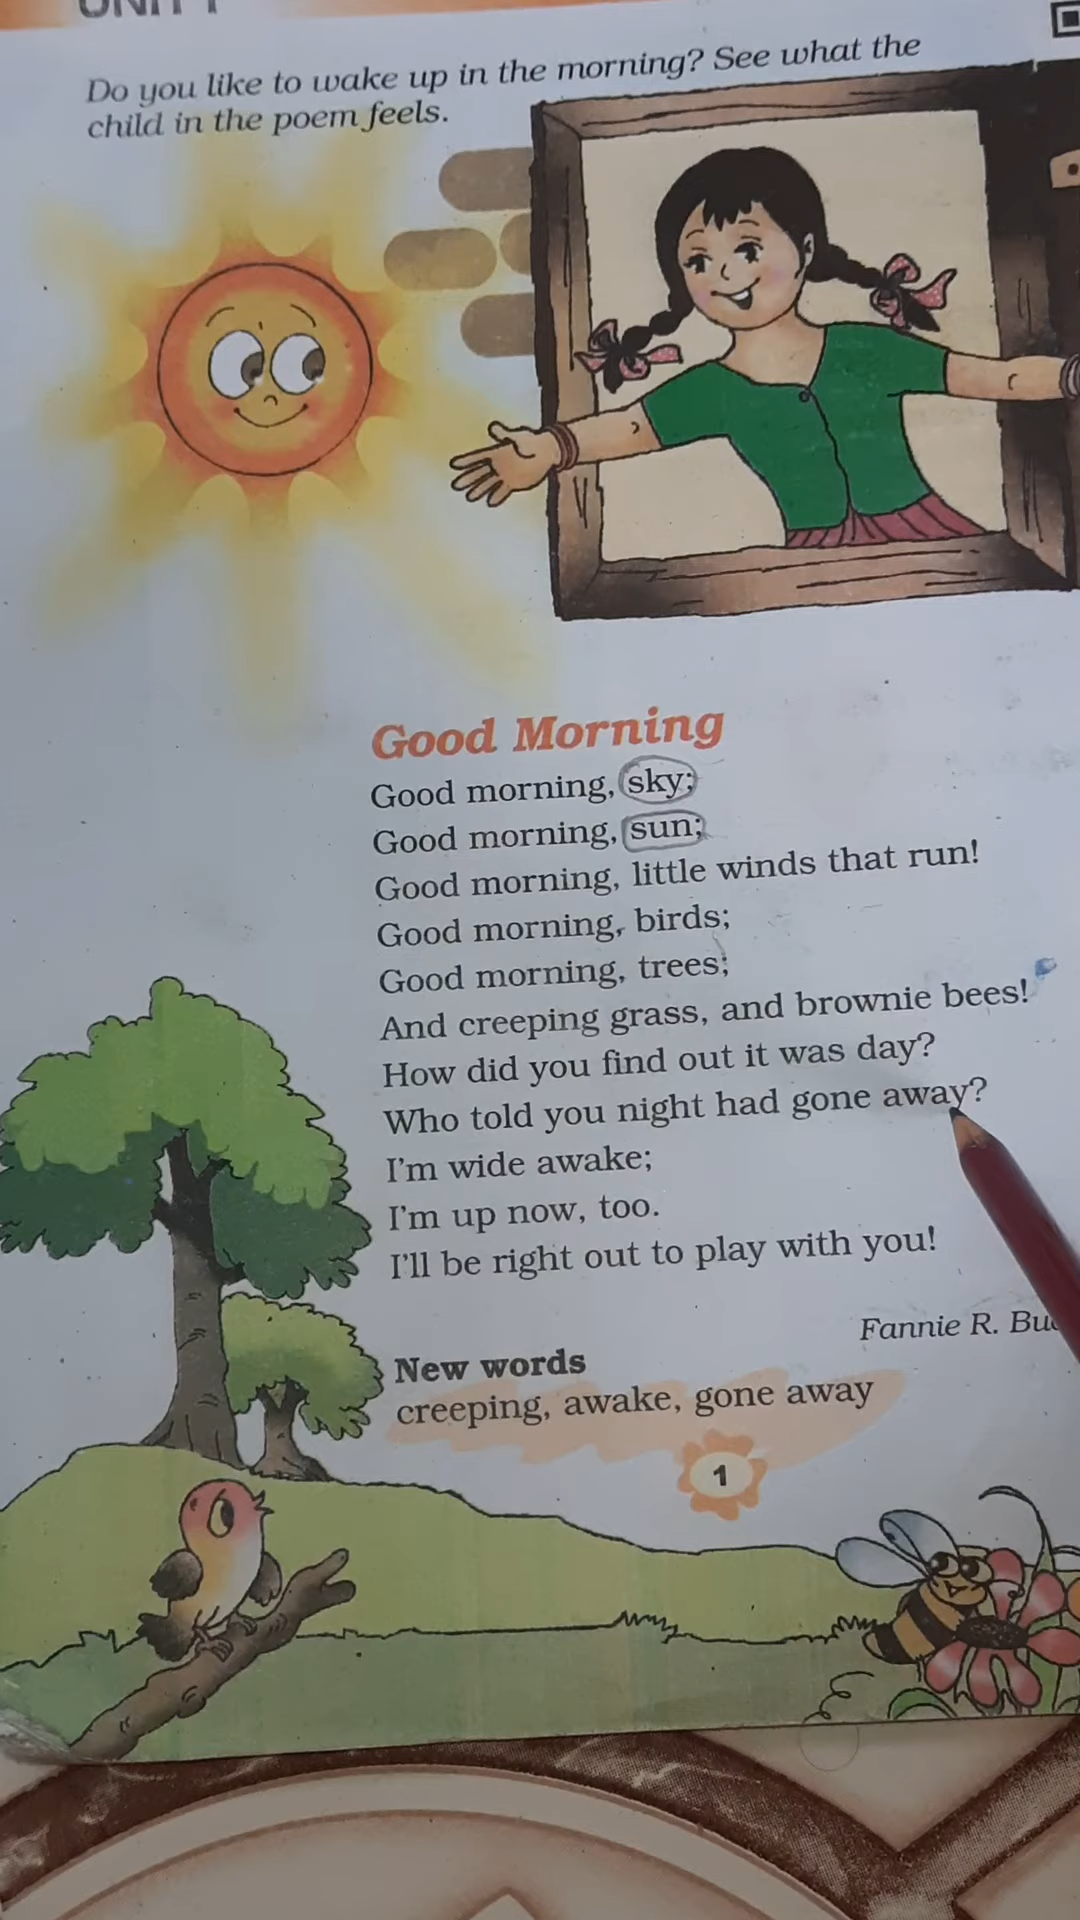 Do you like to wake up in the morning? See what the
child in the poem feels.
Good Morning
Good morning, sky;
Good morning, sun;
Good morning, little winds that run!
Good morning, birds;
Good morning, trees;
And creeping grass, and brownie bees!
How did you find out it was day?
Who told you night had gone away?
I'm wide awake;
I'm up now, too.
I'll be right out to play with you!
Fannie R.
New words
creeping, awake, gone away
1